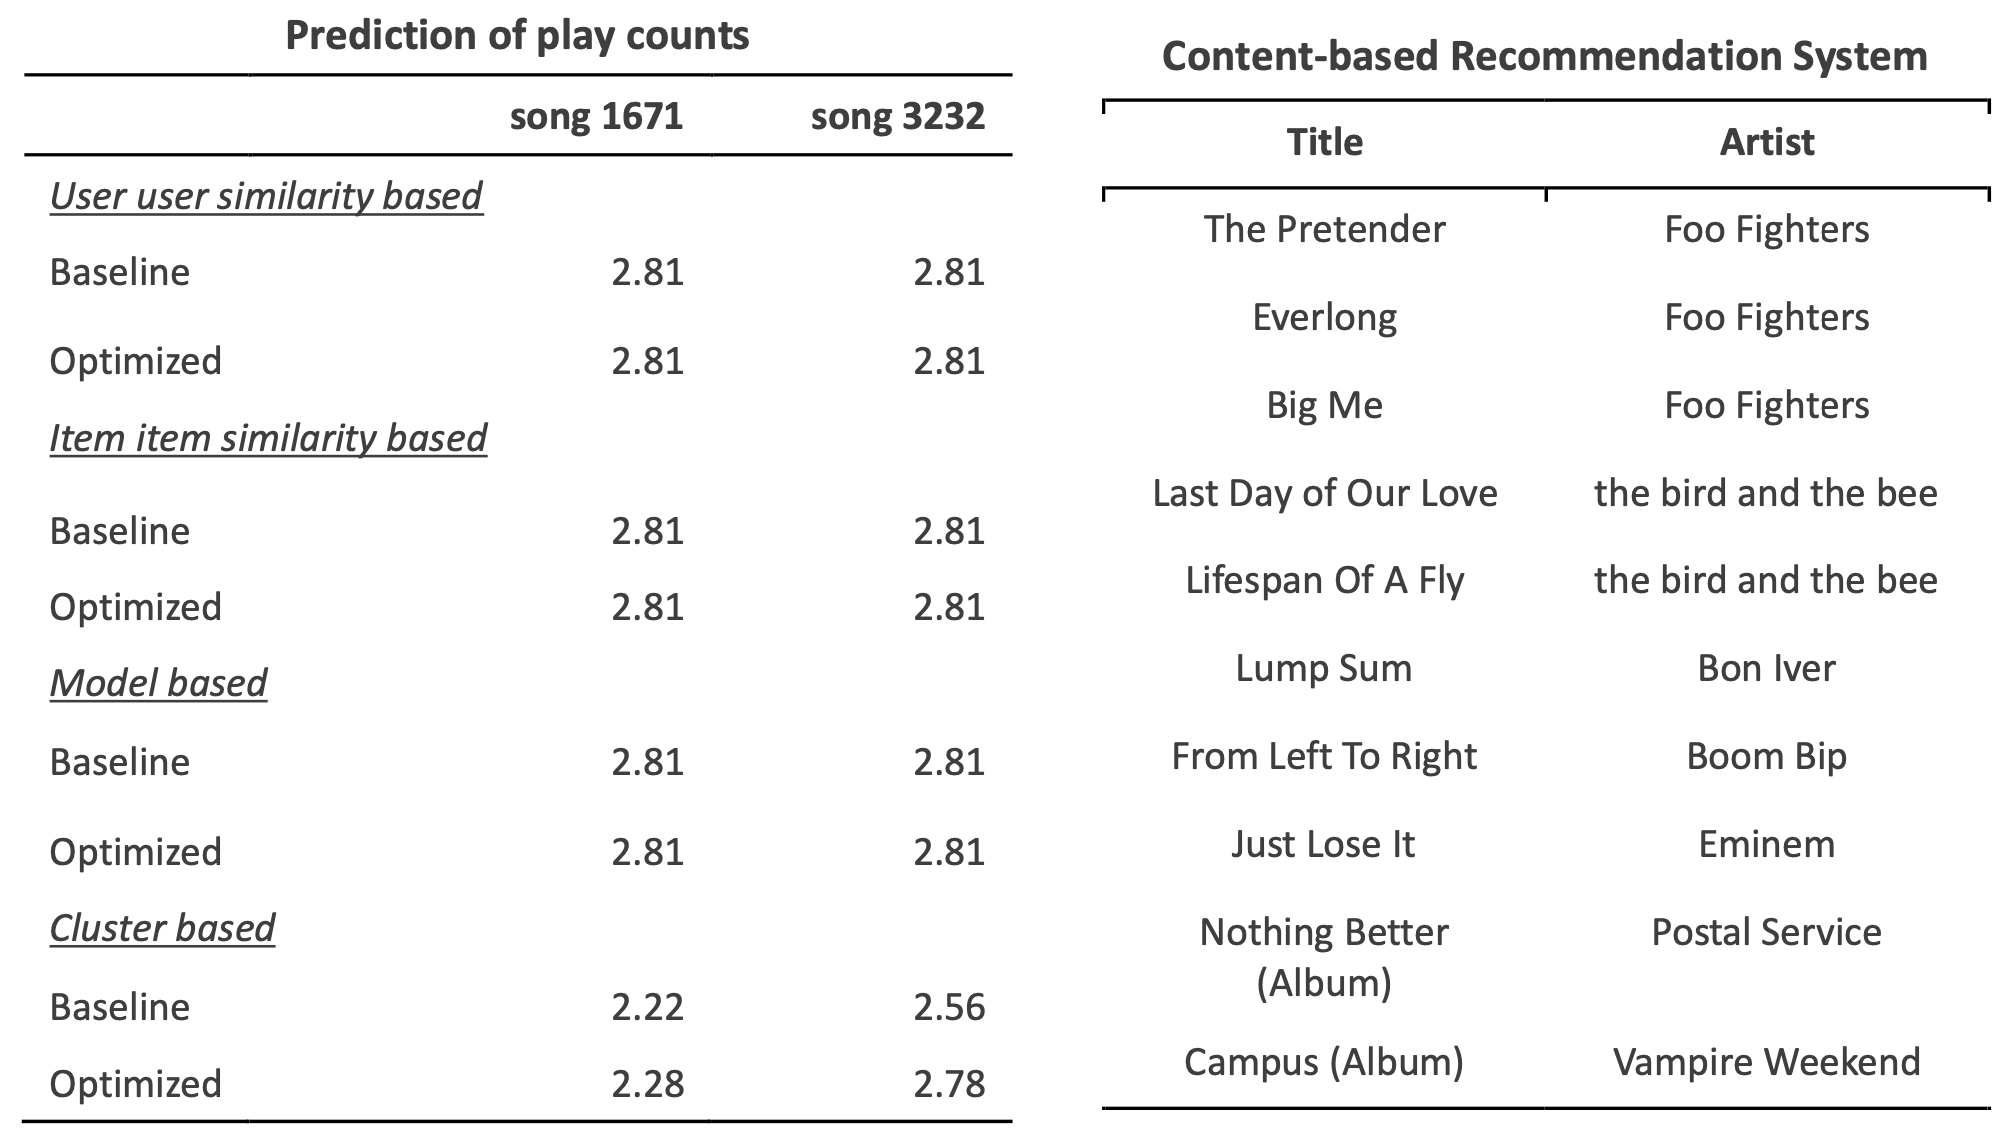 Prediction of play counts
song 1671 song 3232
User user similarity based
Baseline 2.81 2.81
Optimized 2.81 2.81
Item item similarity based
Baseline 2.81 2.81
Optimized 2.81 2.81
Model based
Baseline 2.81 2.81
Optimized 2.81 2.81
Cluster based
Baseline 2.22 2.56
Optimized 2.28 2.78
Content-based Recommendation System
Title Artist
The Pretender Foo Fighters
Everlong Foo Fighters
Big Me Foo Fighters
Last Day of Our Love the bird and the bee
Lifespan Of A Fly the bird and the bee
Lump Sum Bon Iver
From Left To Right Boom Bip
Just Lose It Eminem
Nothing Better Postal Service
(Album)
Campus (Album) Vampire Weekend